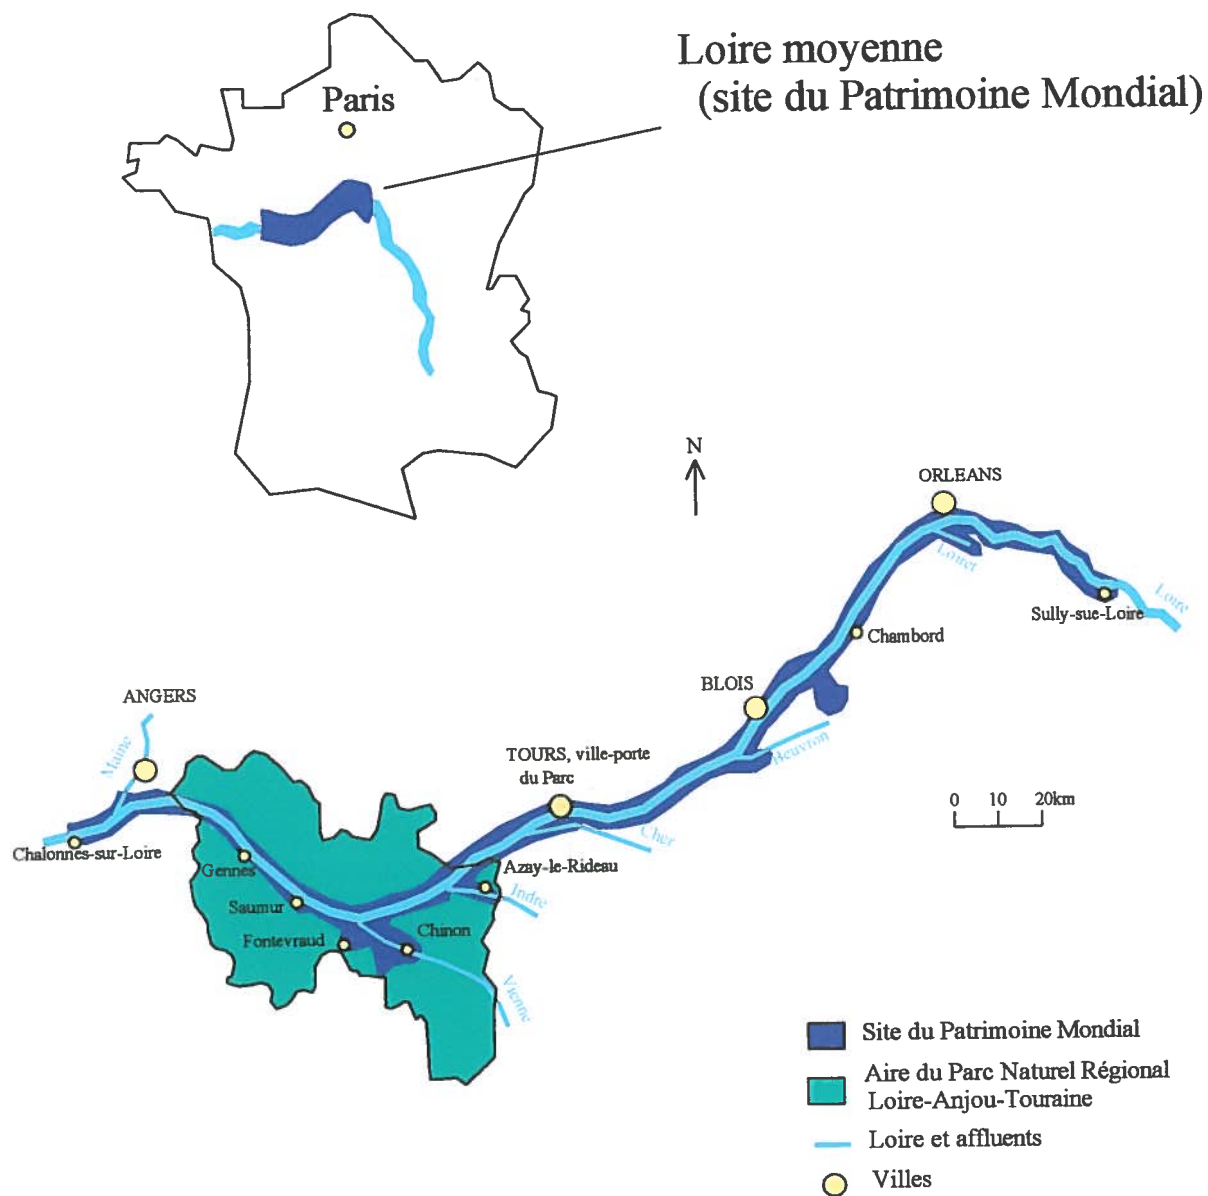 Loire moyenne
(site du Patrimoine Mondial)
Paris
N
ORLEANS
Loiret
Loire
Sully-sue-Loire
Chambord
BLOIS
ANGERS
Maine
Beuvron
TOURS, ville-porte
du Parc
0 10 20km
Cher
Chalonnes-sur-Loire
Gennes
Azay-le-Rideau
Indre
Saumur
Chinon
Fontevraud
Vienne
Site du Patrimoine Mondial
Aire du Parc Naturel Régional
Loire-Anjou-Touraine
Loire et affluents
Villes